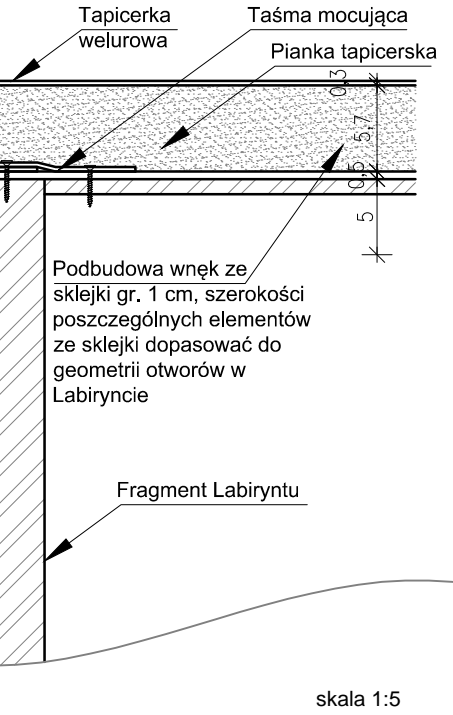 Tapicerka
welurowa
Taśma mocująca
Pianka tapicerska
0,3
5,7
0,5
5
Podbudowa wnęk ze
sklejki gr. 1 cm, szerokości
poszczególnych elementów
ze sklejki dopasować do
geometrii otworów w
Labiryncie
Fragment Labiryntu
skala 1:5